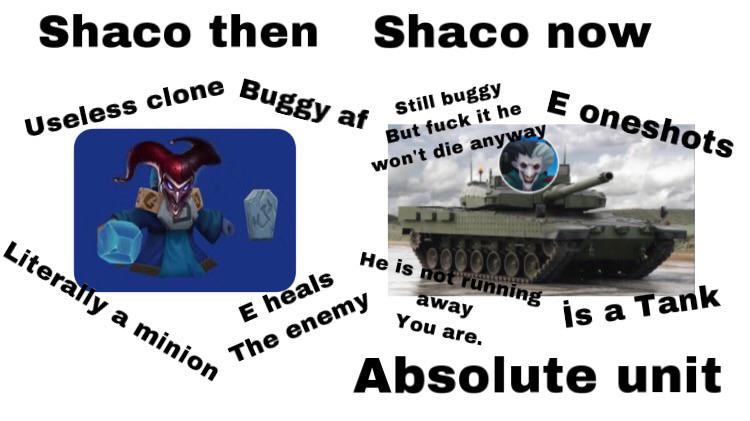 Shaco then
Shaco now
Useless clone
Buggy af
Literally a minion
E heals
The enemy
Still buggy
But fuck it he
won't die anyway
E oneshots
He is not running
away
You are.
is a Tank
Absolute unit